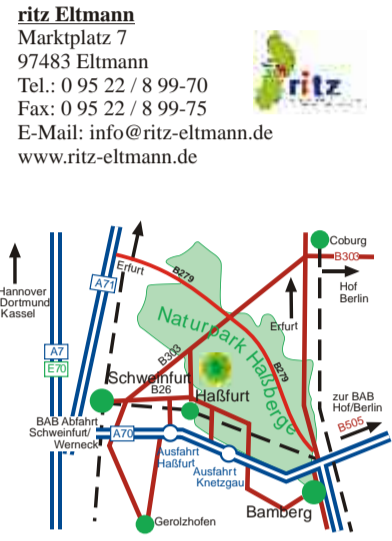 ritz Eltmann
Marktplatz 7
97483 Eltmann
Tel.: 0 95 22 / 8 99-70
Fax: 0 95 22 / 8 99-75
E-Mail: info@ritz-eltmann.de
www.ritz-eltmann.de
ritz
Coburg
B303
Hof
Berlin
Erfurt
B279
A71
Hannover
Dortmund
Kassel
Naturpark Haßberge
Erfurt
A7
E70
B303
B279
Schweinfurt
B26
Haßfurt
zur BAB
Hof/Berlin
B505
BAB Abfahrt
Schweinfurt/
Werneck
A70
Ausfahrt
Haßfurt
Ausfahrt
Knetzgau
Bamberg
Gerolzhofen